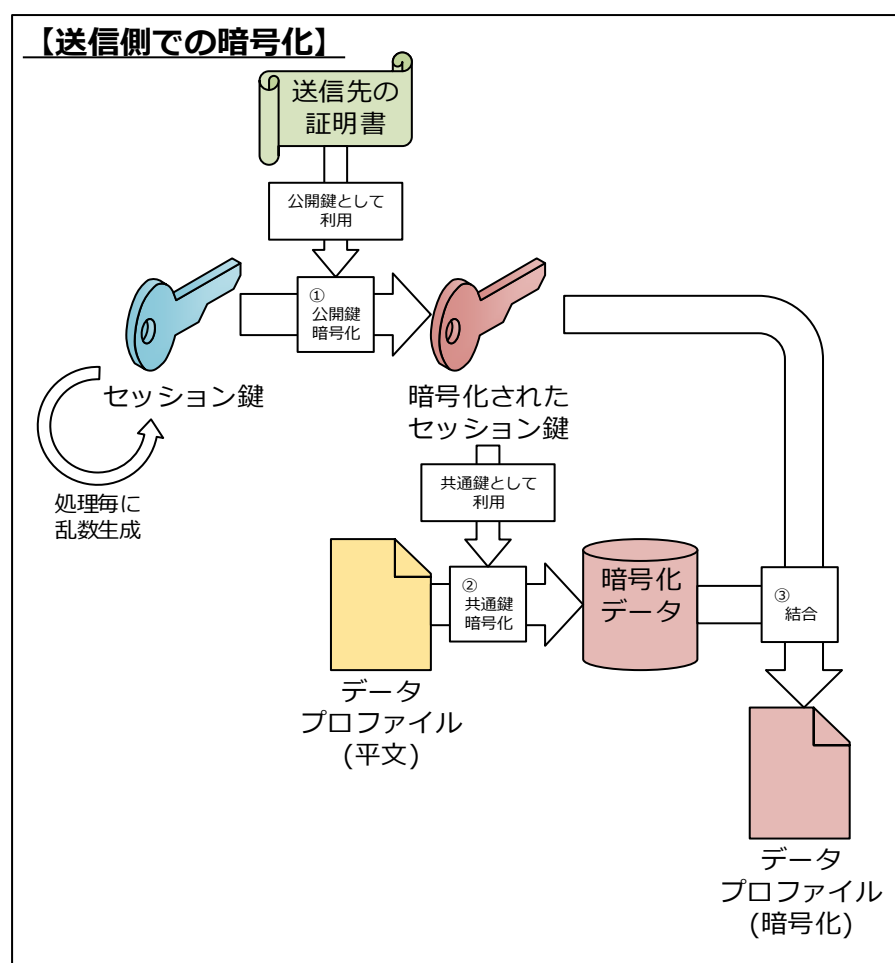 【送信側での暗号化】
送信先の
証明書
公開鍵として
利用
①
公開鍵
暗号化
セッション鍵
暗号化された
セッション鍵
処理毎に
乱数生成
共通鍵として
利用
②
共通鍵
暗号化
暗号化
データ
③
結合
データ
プロファイル
(平文)
データ
プロファイル
(暗号化)